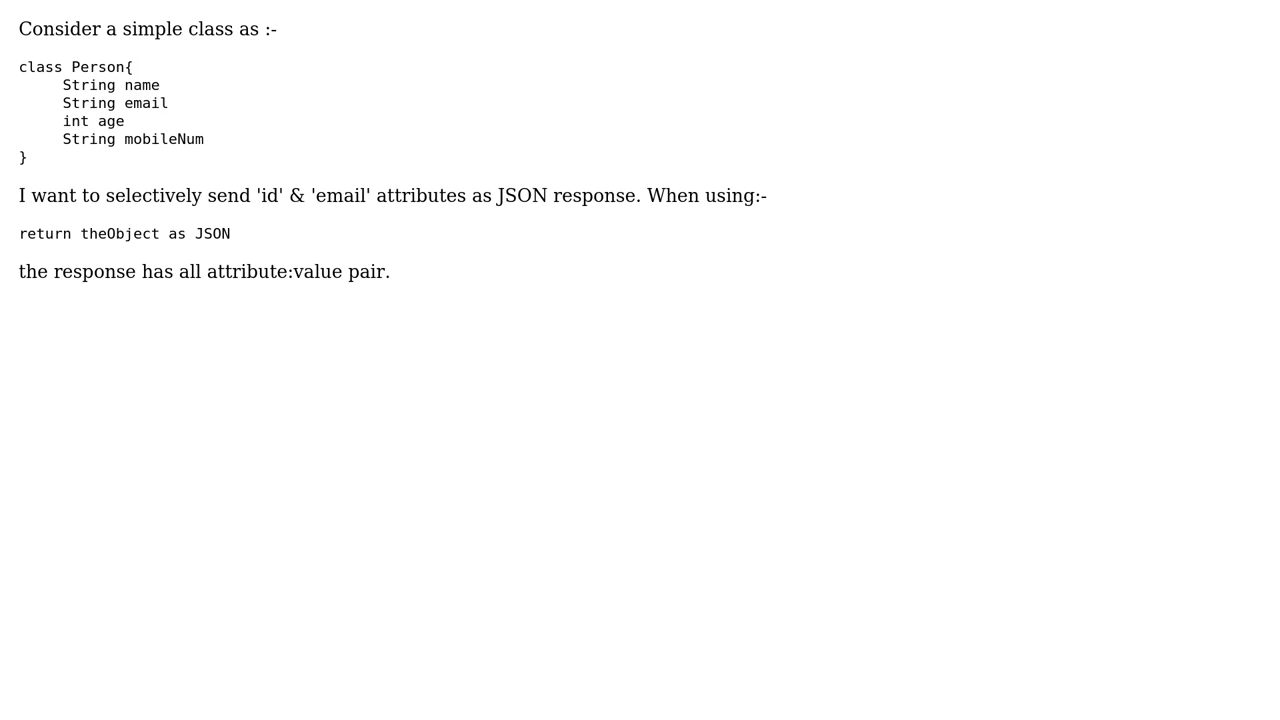 Consider a simple class as :-
class Person{
     String name
     String email
     int age
     String mobileNum
}
I want to selectively send 'id' & 'email' attributes as JSON response. When using:-
return theObject as JSON
the response has all attribute:value pair.